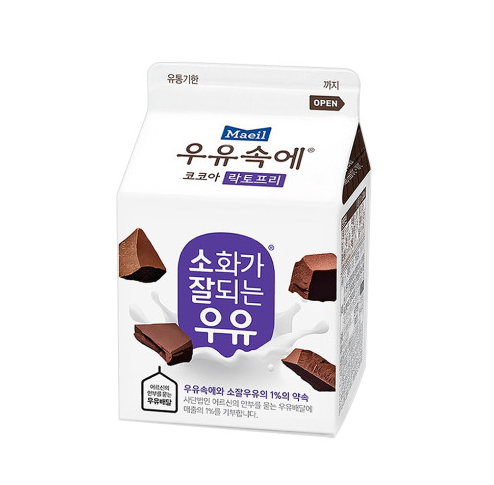 유통기한 까지
OPEN
Maeil
우유속에®
코코아 락토프리
소화가
잘되는
우유
®
어르신의
안부를 묻는
우유배달
우유속에와 소잘우유의 1%의 약속
사단법인 어르신의 안부를 묻는 우유배달에
매출의 1%를 기부합니다.